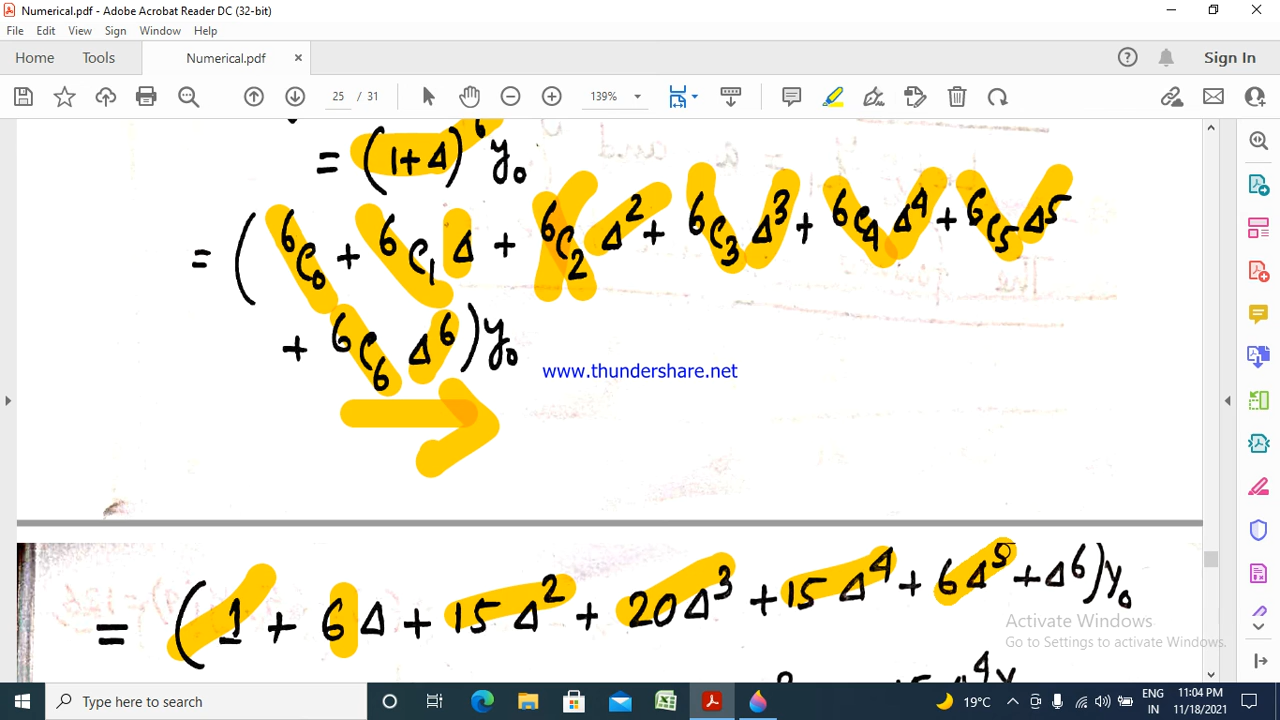 Numerical.pdf - Adobe Acrobat Reader DC (32-bit)
File Edit View Sign Window Help
Home Tools Numerical.pdf × Sign In
25 / 31 139%
= (1+Δ)⁶ y₀
= (⁶C₀ + ⁶C₁ Δ + ⁶C₂ Δ² + ⁶C₃ Δ³ + ⁶C₄ Δ⁴ + ⁶C₅ Δ⁵
+ ⁶C₆ Δ⁶) y₀
www.thundershare.net
= (1 + 6Δ + 15Δ² + 20Δ³ + 15Δ⁴ + 6Δ⁵ + Δ⁶) y₀
Activate Windows
Go to Settings to activate Windows.
Type here to search
19°C
ENG
IN
11:04 PM
11/18/2021